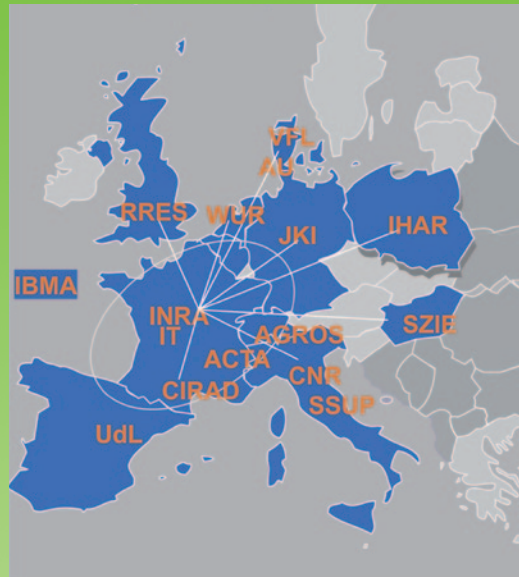 VFL
AU
RRES
WUR
IHAR
JKI
IBMA
INRA
SZIE
IT
AGROS
ACTA
CNR
CIRAD
SSUP
UdL